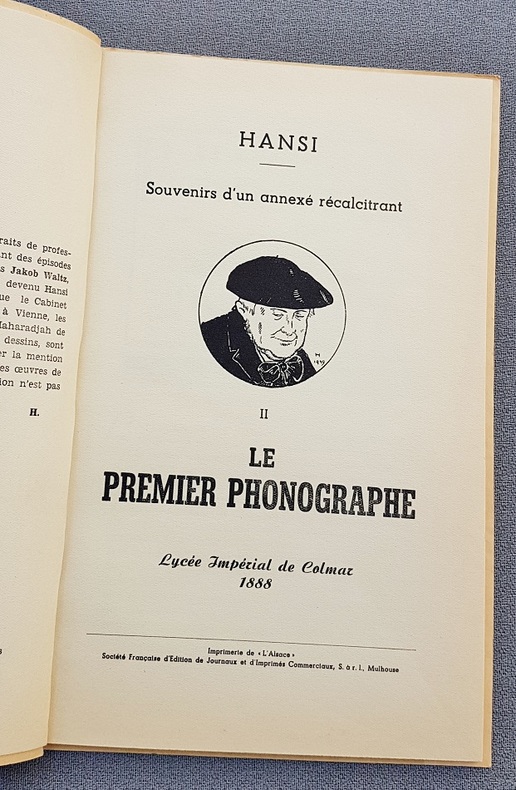 raits de profes-
nt des épisodes
s Jakob Waltz,
devenu Hansi
ue le Cabinet
à Vienne, les
Maharadjah de
dessins, sont
er la mention
es œuvres de
ion n'est pas
H.
s
HANSI
Souvenirs d'un annexé récalcitrant
II
LE
PREMIER PHONOGRAPHE
Lycée Impérial de Colmar
1888
Imprimerie de « L'Alsace »
Société Française d'Edition de Journaux et d'Imprimés Commerciaux, S. à r. l., Mulhouse